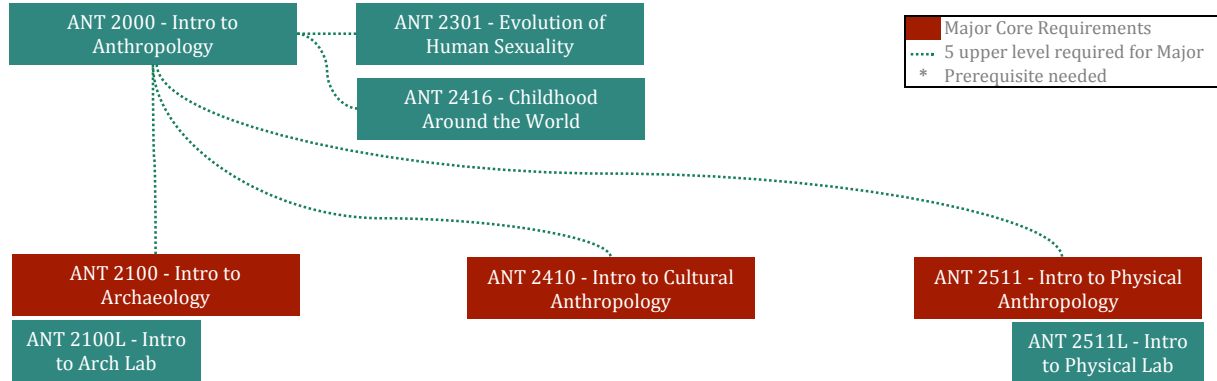 ANT 2000 - Intro to
Anthropology
ANT 2301 - Evolution of
Human Sexuality
ANT 2416 - Childhood
Around the World
Major Core Requirements
5 upper level required for Major
* Prerequisite needed
ANT 2100 - Intro to
Archaeology
ANT 2410 - Intro to Cultural
Anthropology
ANT 2511 - Intro to Physical
Anthropology
ANT 2100L - Intro
to Arch Lab
ANT 2511L - Intro
to Physical Lab